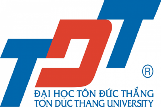 TDT
®
ĐẠI HỌC TÔN ĐỨC THẮNG
TON DUC THANG UNIVERSITY